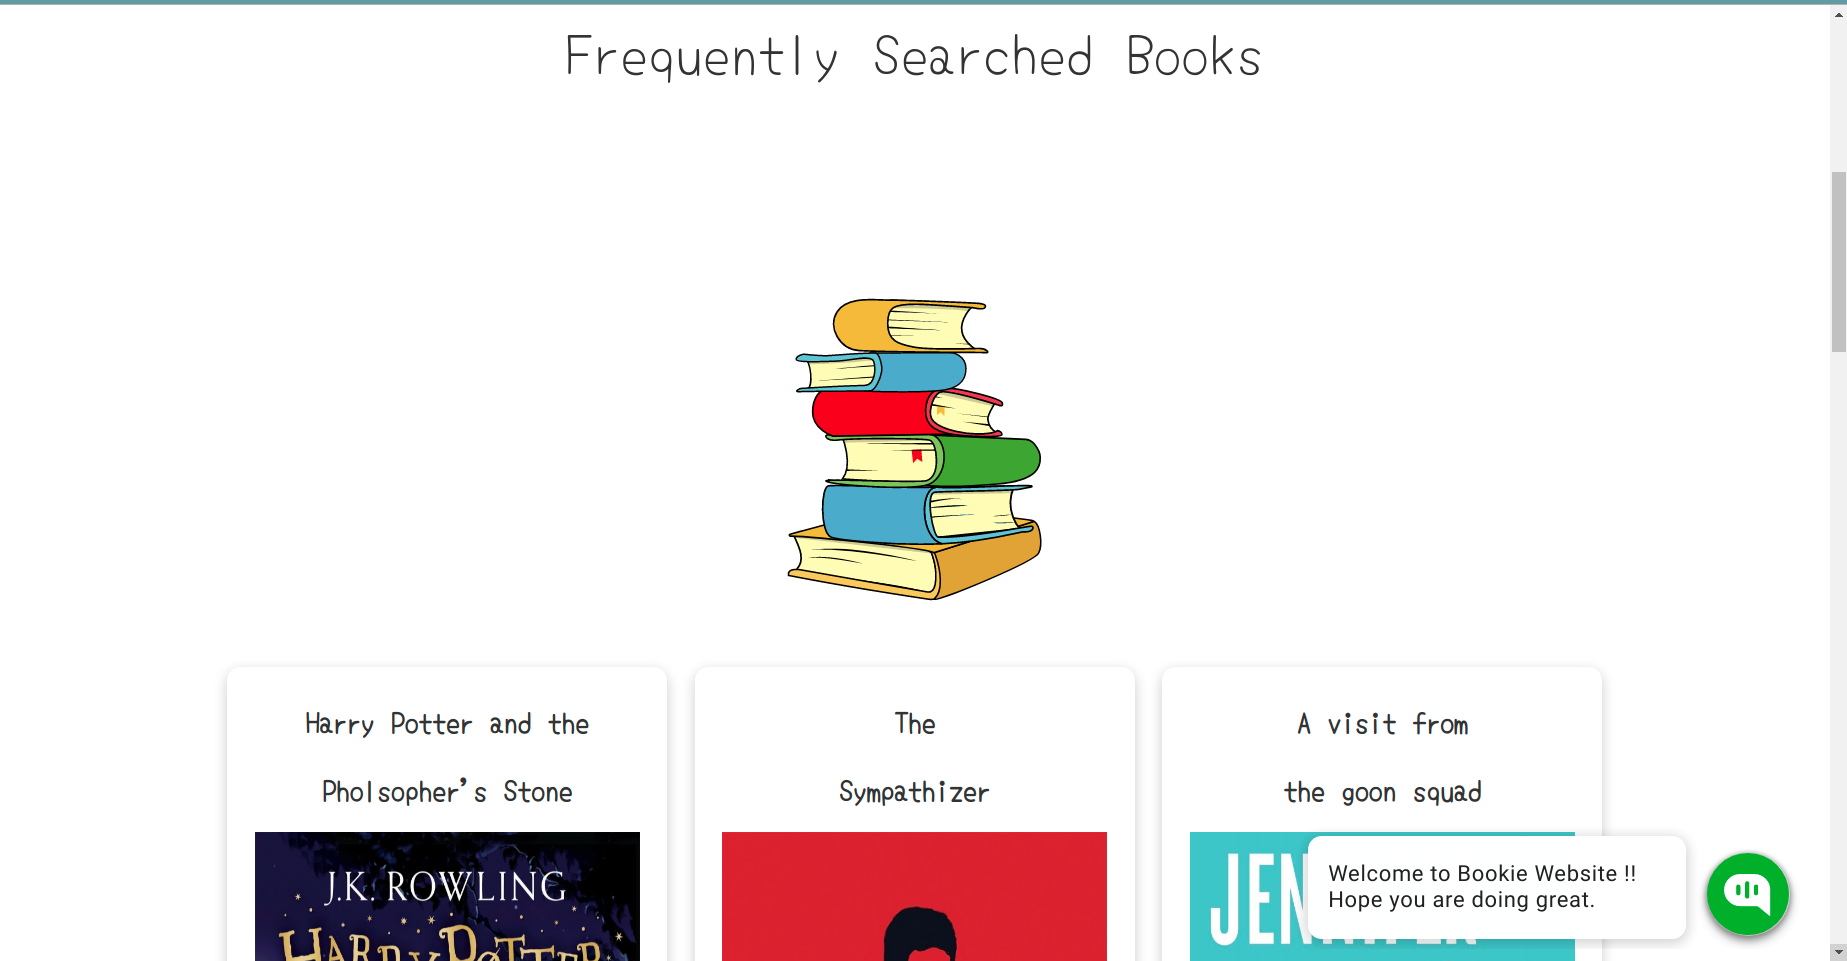 Frequently Searched Books
Harry Potter and the
Pholsopher's Stone
J.K. ROWLING
HARRY POTTER
The
Sympathizer
A visit from
the goon squad
Welcome to Bookie Website !!
Hope you are doing great.